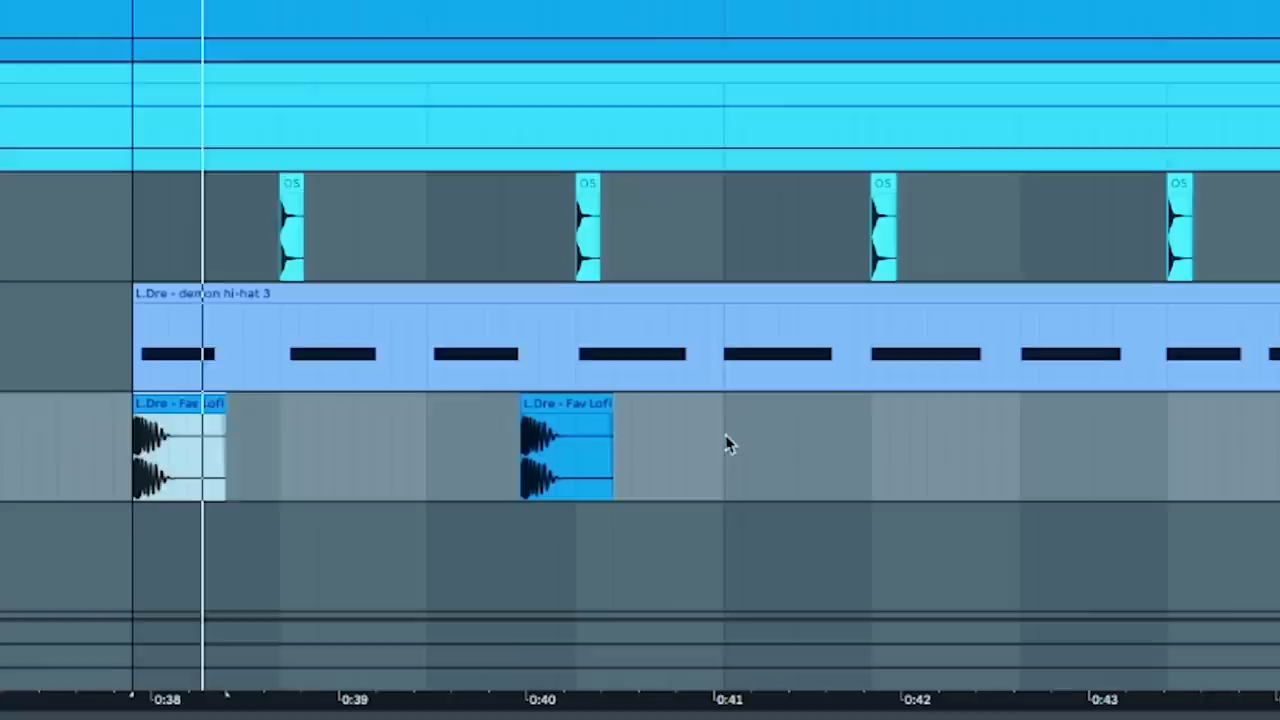 OS OS OS OS
L.Dre - demon hi-hat 3
L.Dre - Fav Lofi L.Dre - Fav Lofi
0:38 0:39 0:40 0:41 0:42 0:43